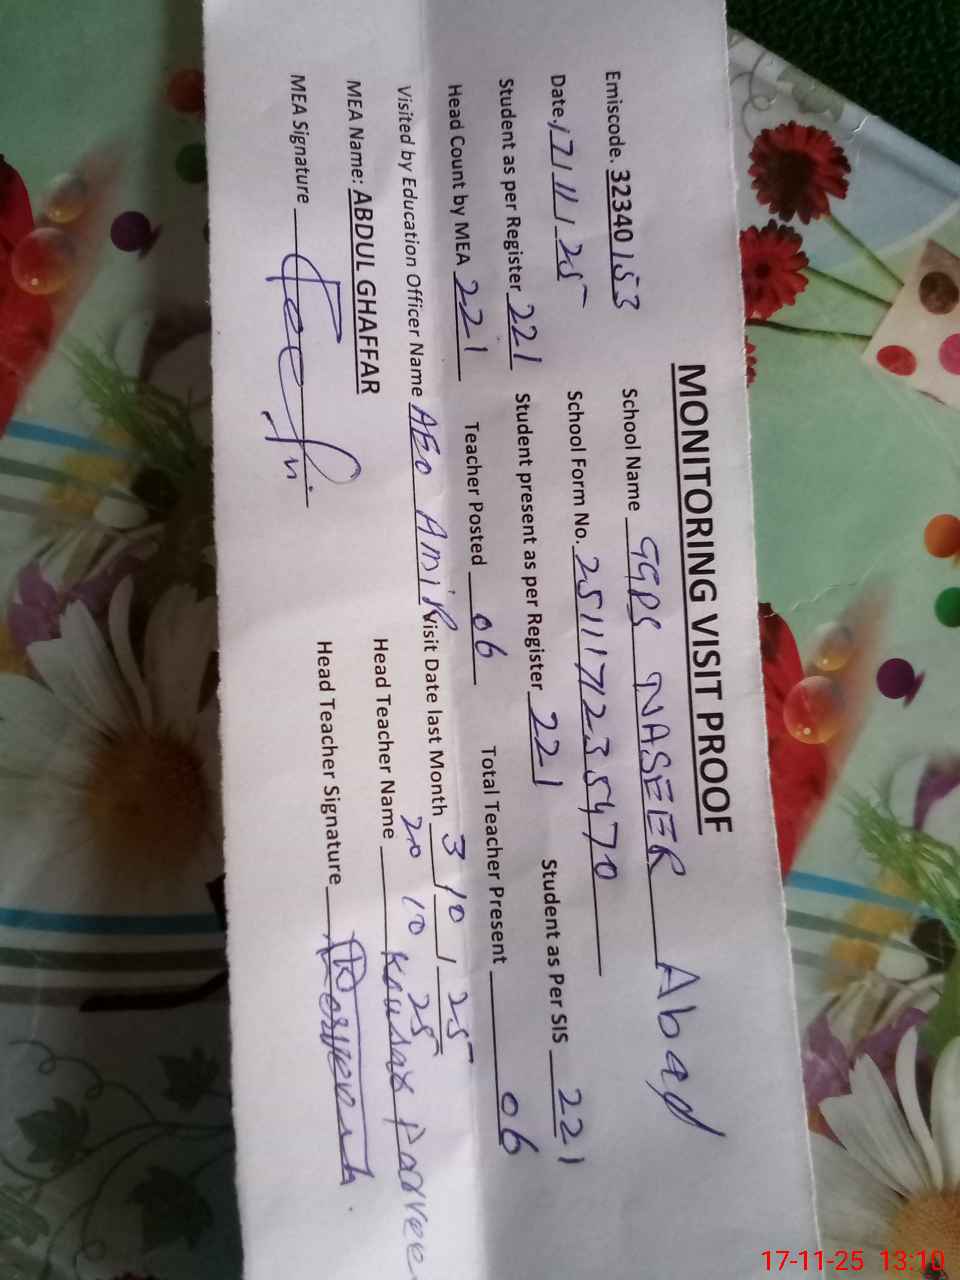 MONITORING VISIT PROOF
Emiscode. 32340153 School Name GGPS NASEER Abad
Date. 17/11/25 School Form No. 2511171235470
Student as per Register 221 Student present as per Register 221 Student as Per SIS 221
Head Count by MEA 221 Teacher Posted 06 Total Teacher Present 06
Visited by Education Officer Name AEO AMIR Visit Date last Month 3/10/25
20 10 25
MEA Name: ABDUL GHAFFAR Head Teacher Name Kousar Parvee
MEA Signature Head Teacher Signature
17-11-25 13:10